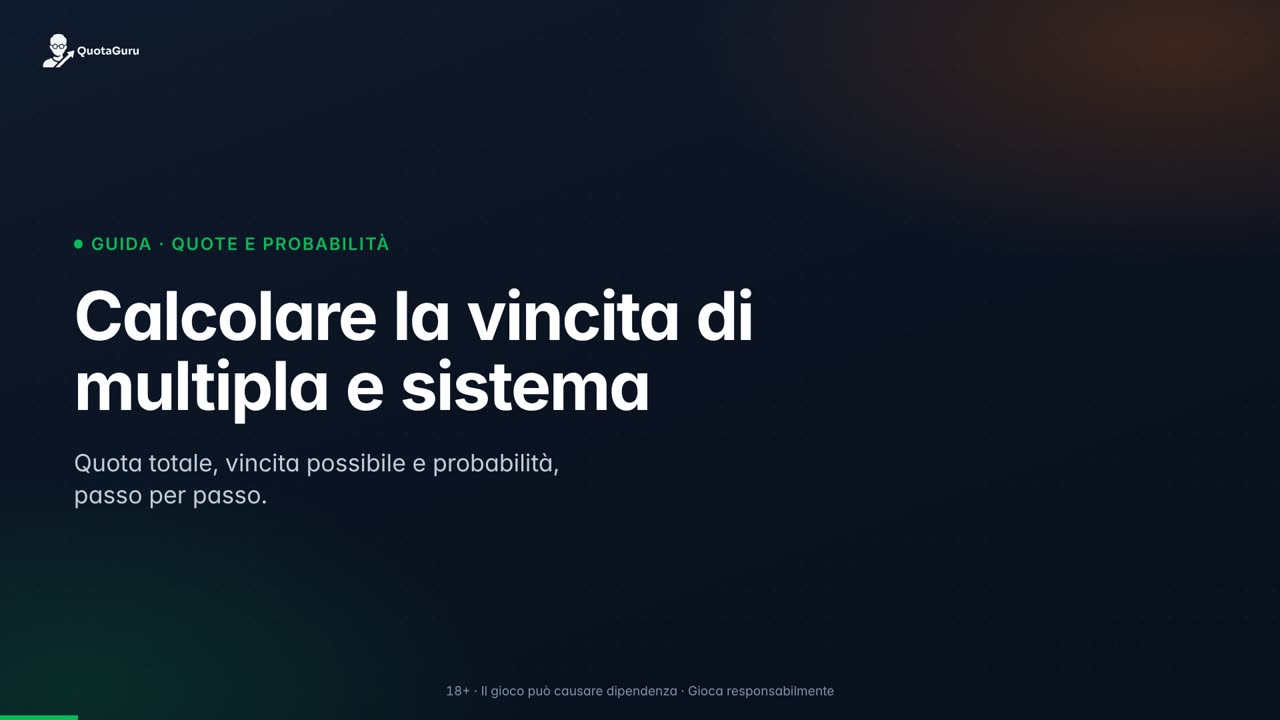 QuotaGuru
GUIDA · QUOTE E PROBABILITÀ
Calcolare la vincita di
multipla e sistema
Quota totale, vincita possibile e probabilità,
passo per passo.
18+ · Il gioco può causare dipendenza · Gioca responsabilmente